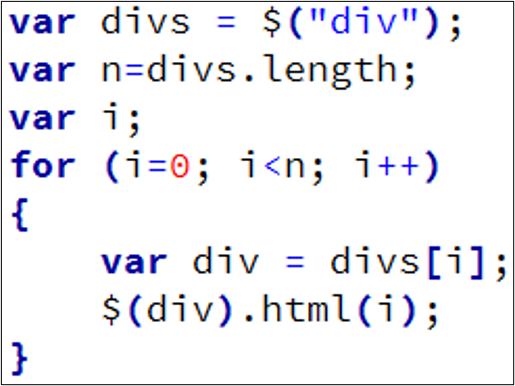 var divs = $("div");
var n=divs.length;
var i;
for (i=0; i<n; i++)
{
    var div = divs[i];
    $(div).html(i);
}